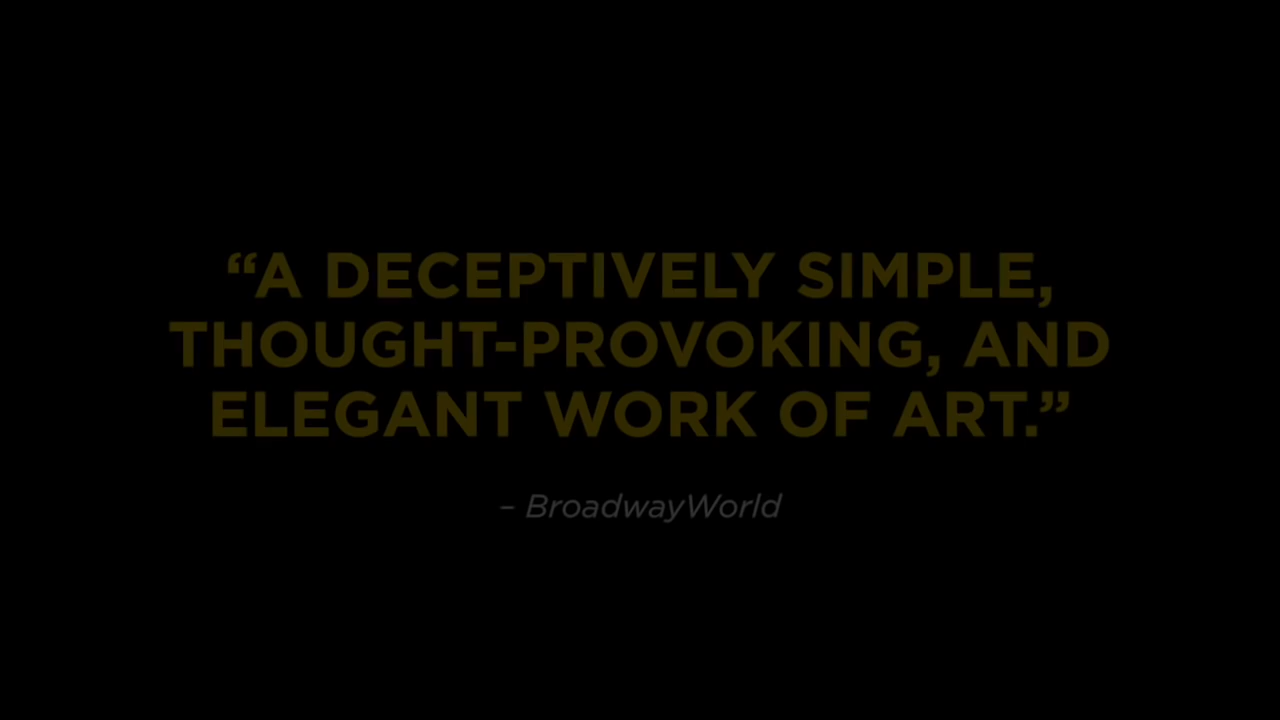 “A DECEPTIVELY SIMPLE,
THOUGHT-PROVOKING, AND
ELEGANT WORK OF ART.”
– BroadwayWorld